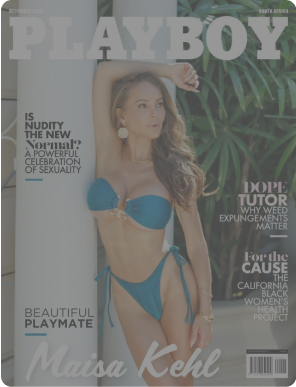 SOUTH AFRICA
PLAYBOY
IS
NUDITY
THE NEW
Normal?
A POWERFUL
CELEBRATION
OF SEXUALITY
DOPE
TUTOR
WHY WEED
EXPUNGEMENTS
MATTER
For the
CAUSE
THE
CALIFORNIA
BLACK
WOMEN'S
HEALTH
PROJECT
BEAUTIFUL
PLAYMATE
Maisa Kehl